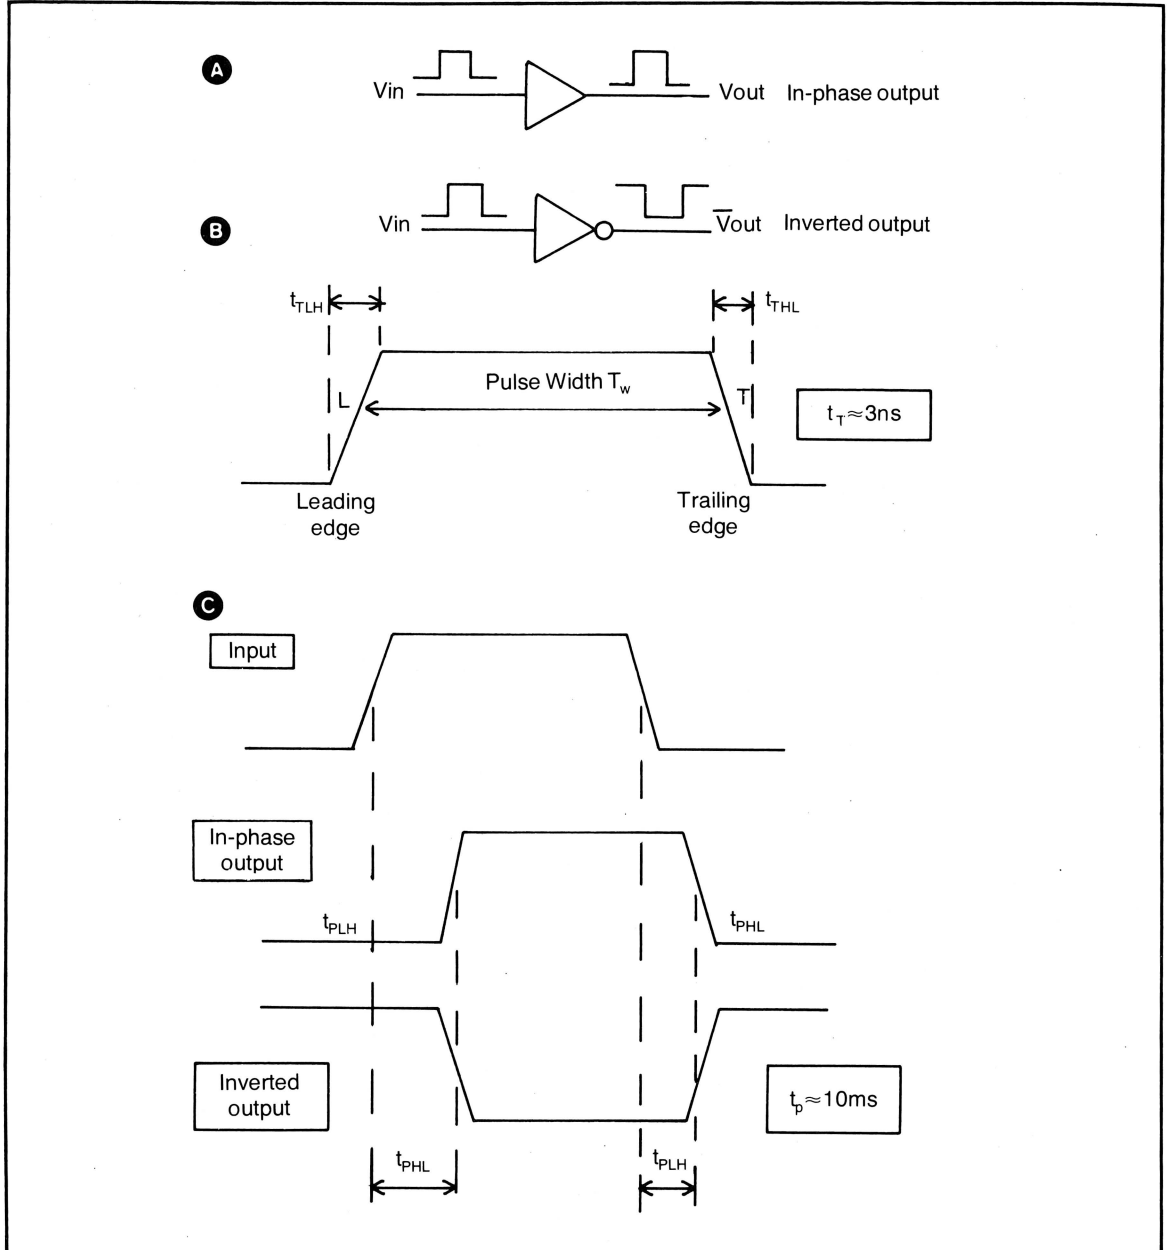 A
Vin
Vout In-phase output
B
Vin
V̅out Inverted output
tTLH
tTHL
Pulse Width Tw
L
T
tT≈3ns
Leading
edge
Trailing
edge
C
Input
In-phase
output
tPLH
tPHL
Inverted
output
tp≈10ms
tPHL
tPLH